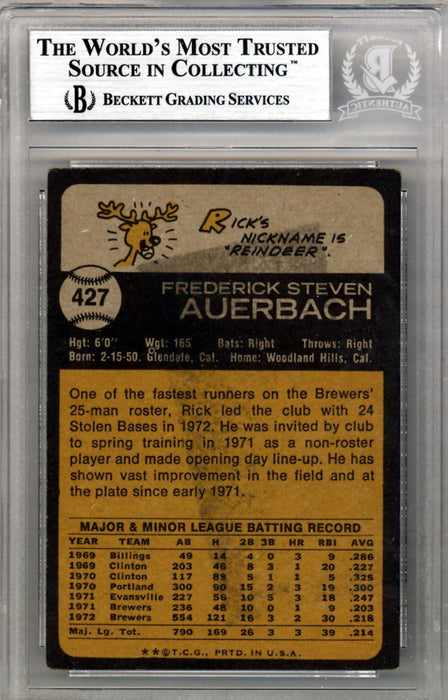 THE WORLD'S MOST TRUSTED
SOURCE IN COLLECTING™
B BECKETT GRADING SERVICES
B
AUTHENTIC
RICK'S
NICKNAME IS
"REINDEER".
427
FREDERICK STEVEN
AUERBACH
Hgt: 6'0" Wgt: 165 Bats: Right Throws: Right
Born: 2-15-50. Glendale, Cal. Home: Woodland Hills, Cal.
One of the fastest runners on the Brewers'
25-man roster, Rick led the club with 24
Stolen Bases in 1972. He was invited by club
to spring training in 1971 as a non-roster
player and made opening day line-up. He has
shown vast improvement in the field and at
the plate since early 1971.
MAJOR & MINOR LEAGUE BATTING RECORD
YEAR TEAM AB H 2B 3B HR RBI AVG
1969 Billings 49 14 4 0 3 9 .286
1969 Clinton 203 46 8 3 1 20 .227
1970 Clinton 117 38 5 1 1 5 .325
1970 Portland 300 90 15 2 3 19 .300
1971 Evansville 227 56 10 5 3 18 .247
1971 Brewers 236 48 10 0 1 9 .203
1972 Brewers 554 121 16 3 2 30 .218
Maj. Lg. Tot. 790 169 26 3 3 39 .214
**©T.C.G., PRTD. IN U.S.A.